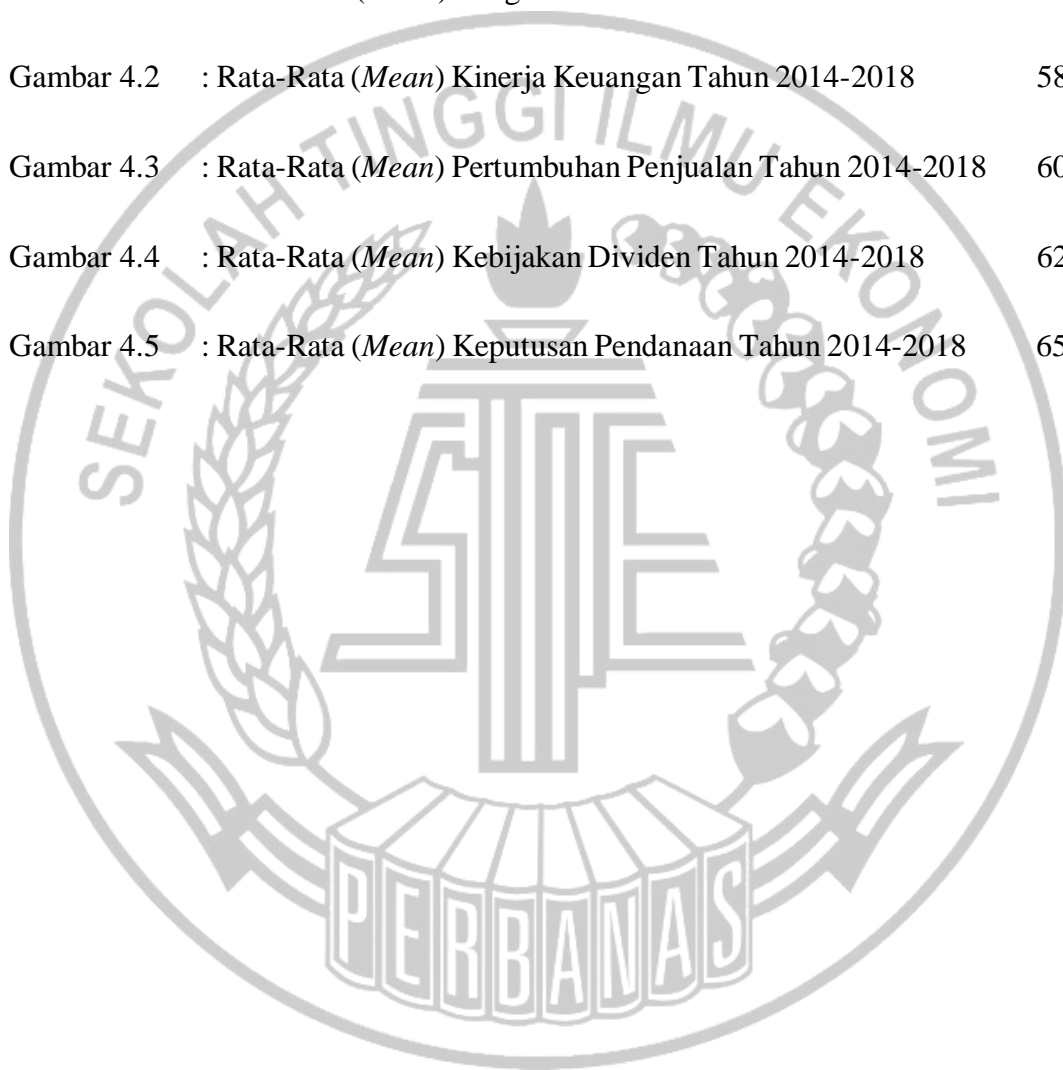 Gambar 4.2 : Rata-Rata (Mean) Kinerja Keuangan Tahun 2014-2018 58
Gambar 4.3 : Rata-Rata (Mean) Pertumbuhan Penjualan Tahun 2014-2018 60
Gambar 4.4 : Rata-Rata (Mean) Kebijakan Dividen Tahun 2014-2018 62
Gambar 4.5 : Rata-Rata (Mean) Keputusan Pendanaan Tahun 2014-2018 65
SEKOLAH TINGGI ILMU EKONOMI
STIE
PERBANAS